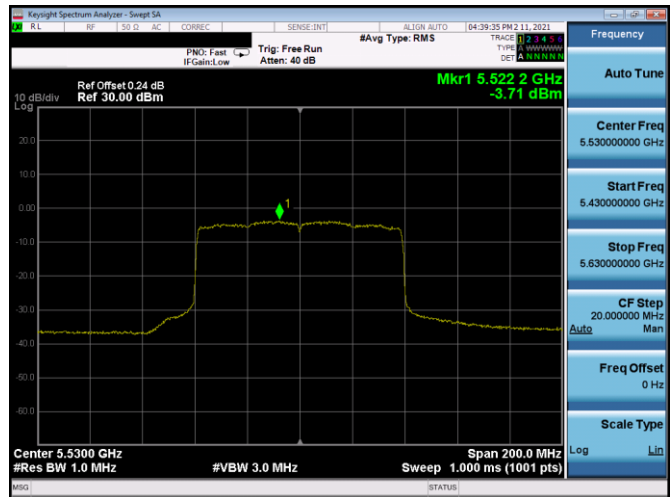 Keysight Spectrum Analyzer - Swept SA
RL RF 50 Ω AC CORREC SENSE:INT ALIGN AUTO 04:39:35 PM 2 11, 2021
#Avg Type: RMS TRACE 1 2 3 4 5 6
PNO: Fast Trig: Free Run TYPE A WWWWW
IFGain:Low Atten: 40 dB DET A N N N N N
Ref Offset 0.24 dB Mkr1 5.522 2 GHz
10 dB/div Ref 30.00 dBm -3.71 dBm
Log
20.0
10.0
0.00
1
-10.0
-20.0
-30.0
-40.0
-50.0
-60.0
Center 5.5300 GHz Span 200.0 MHz
#Res BW 1.0 MHz #VBW 3.0 MHz Sweep 1.000 ms (1001 pts)
MSG STATUS
Frequency
Auto Tune
Center Freq
5.530000000 GHz
Start Freq
5.430000000 GHz
Stop Freq
5.630000000 GHz
CF Step
20.000000 MHz
Auto Man
Freq Offset
0 Hz
Scale Type
Log Lin